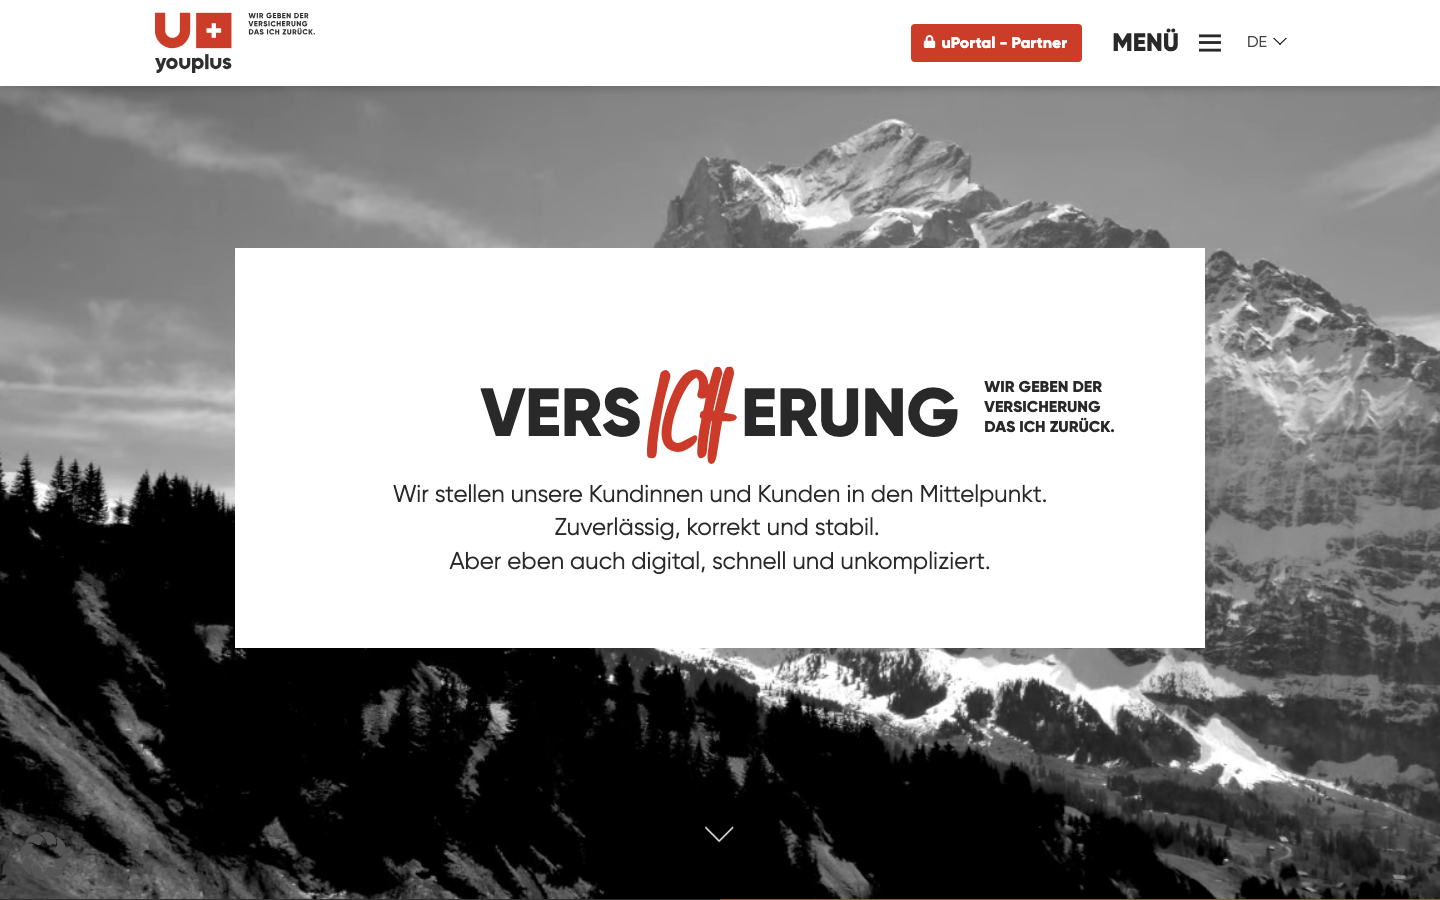 WIR GEBEN DER
VERSICHERUNG
DAS ICH ZURÜCK.
youplus
uPortal - Partner
MENÜ
DE
VERSICHERUNG
WIR GEBEN DER
VERSICHERUNG
DAS ICH ZURÜCK.
Wir stellen unsere Kundinnen und Kunden in den Mittelpunkt.
Zuverlässig, korrekt und stabil.
Aber eben auch digital, schnell und unkompliziert.